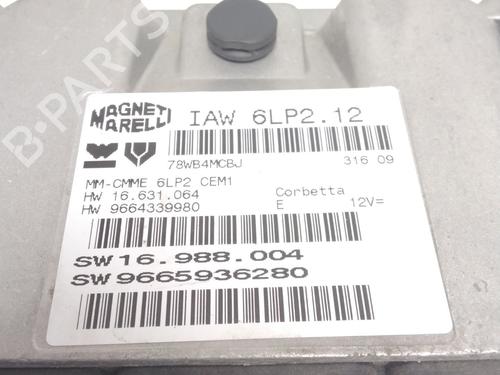 B-PARTS
MAGNETI MARELLI
IAW 6LP2.12
78WB4MCBJ
316 09
MM-CMME 6LP2 CEM1
HW 16.631.064
Corbetta
HW 9664339980
E
12V=
SW 16.988.004
SW 9665936280